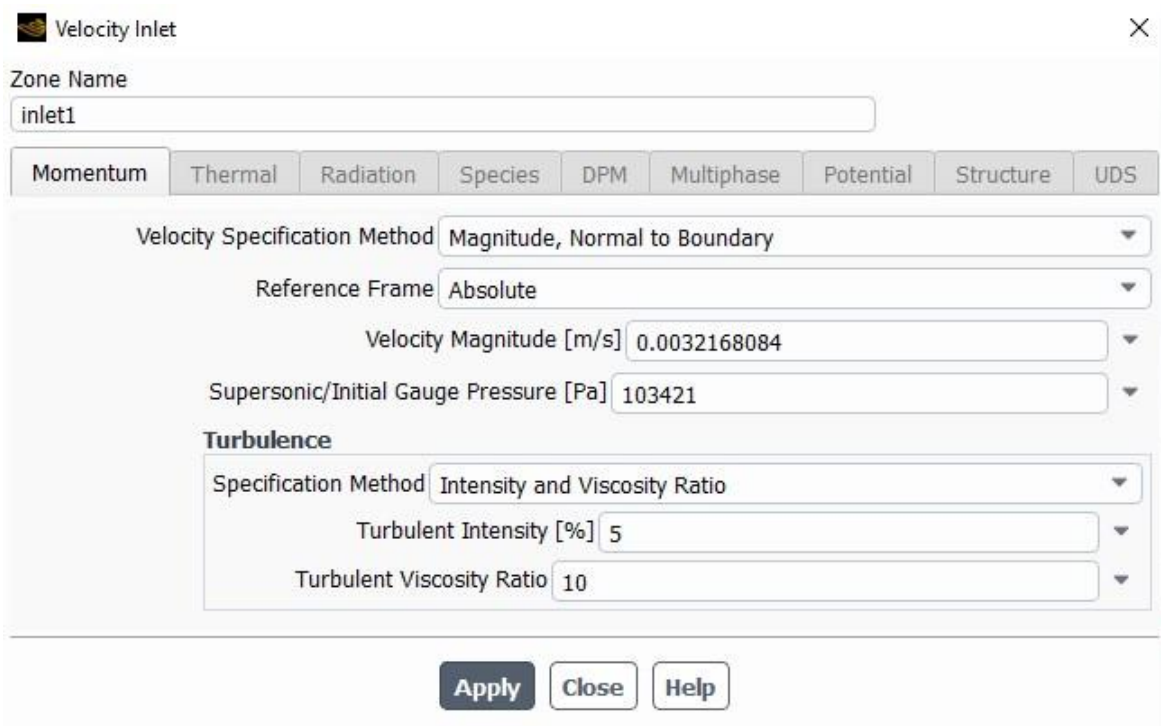 Velocity Inlet
Zone Name
inlet1
Momentum Thermal Radiation Species DPM Multiphase Potential Structure UDS
Velocity Specification Method Magnitude, Normal to Boundary
Reference Frame Absolute
Velocity Magnitude [m/s] 0.0032168084
Supersonic/Initial Gauge Pressure [Pa] 103421
Turbulence
Specification Method Intensity and Viscosity Ratio
Turbulent Intensity [%] 5
Turbulent Viscosity Ratio 10
Apply Close Help